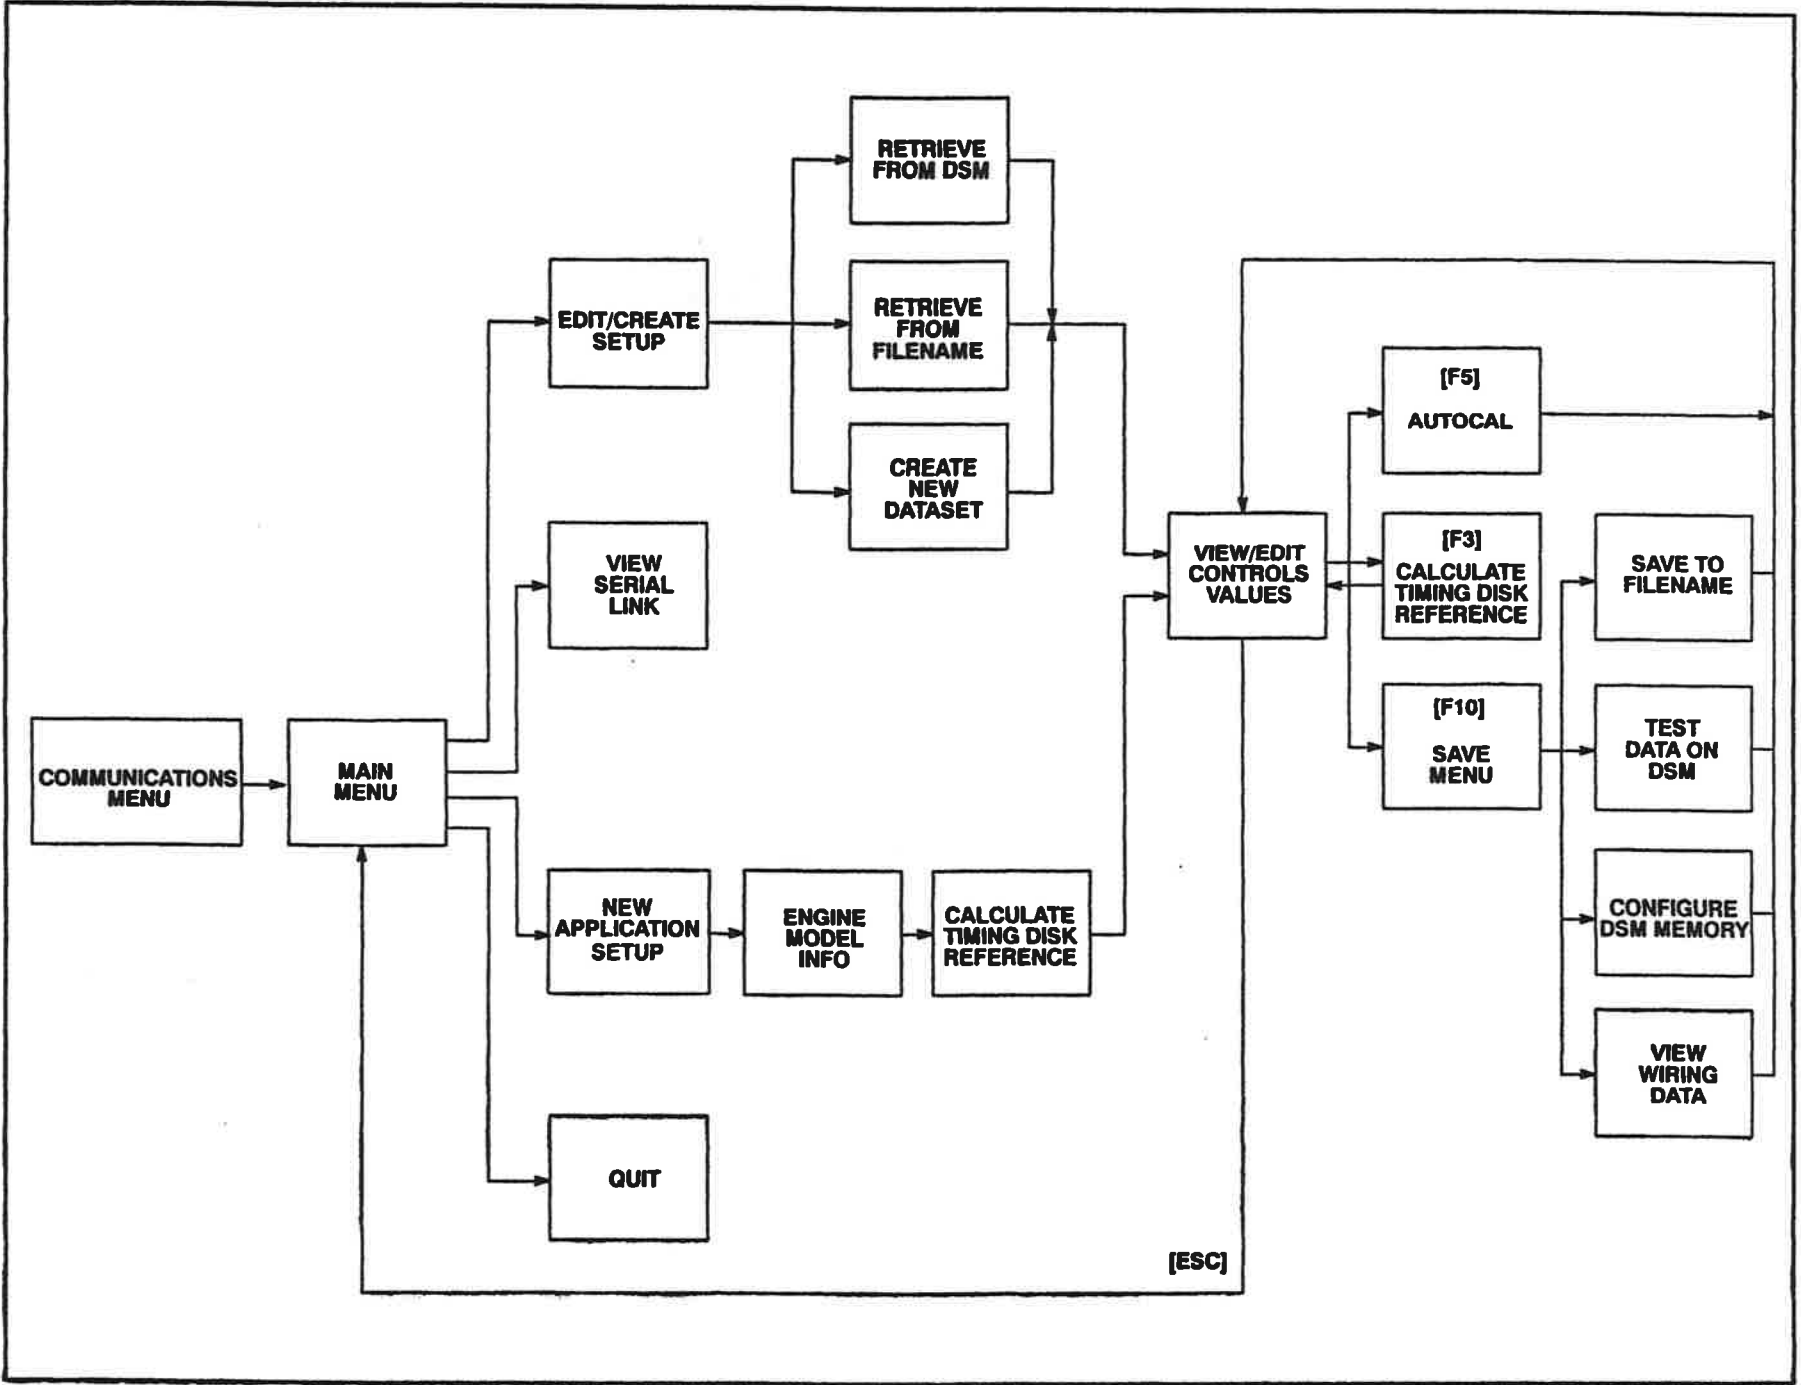 RETRIEVE
FROM DSM
EDIT/CREATE
SETUP
RETRIEVE
FROM
FILENAME
CREATE
NEW
DATASET
VIEW
SERIAL
LINK
COMMUNICATIONS
MENU
MAIN
MENU
NEW
APPLICATION
SETUP
ENGINE
MODEL
INFO
CALCULATE
TIMING DISK
REFERENCE
QUIT
VIEW/EDIT
CONTROLS
VALUES
[F5]
AUTOCAL
[F3]
CALCULATE
TIMING DISK
REFERENCE
[F10]
SAVE
MENU
SAVE TO
FILENAME
TEST
DATA ON
DSM
CONFIGURE
DSM MEMORY
VIEW
WIRING
DATA
[ESC]